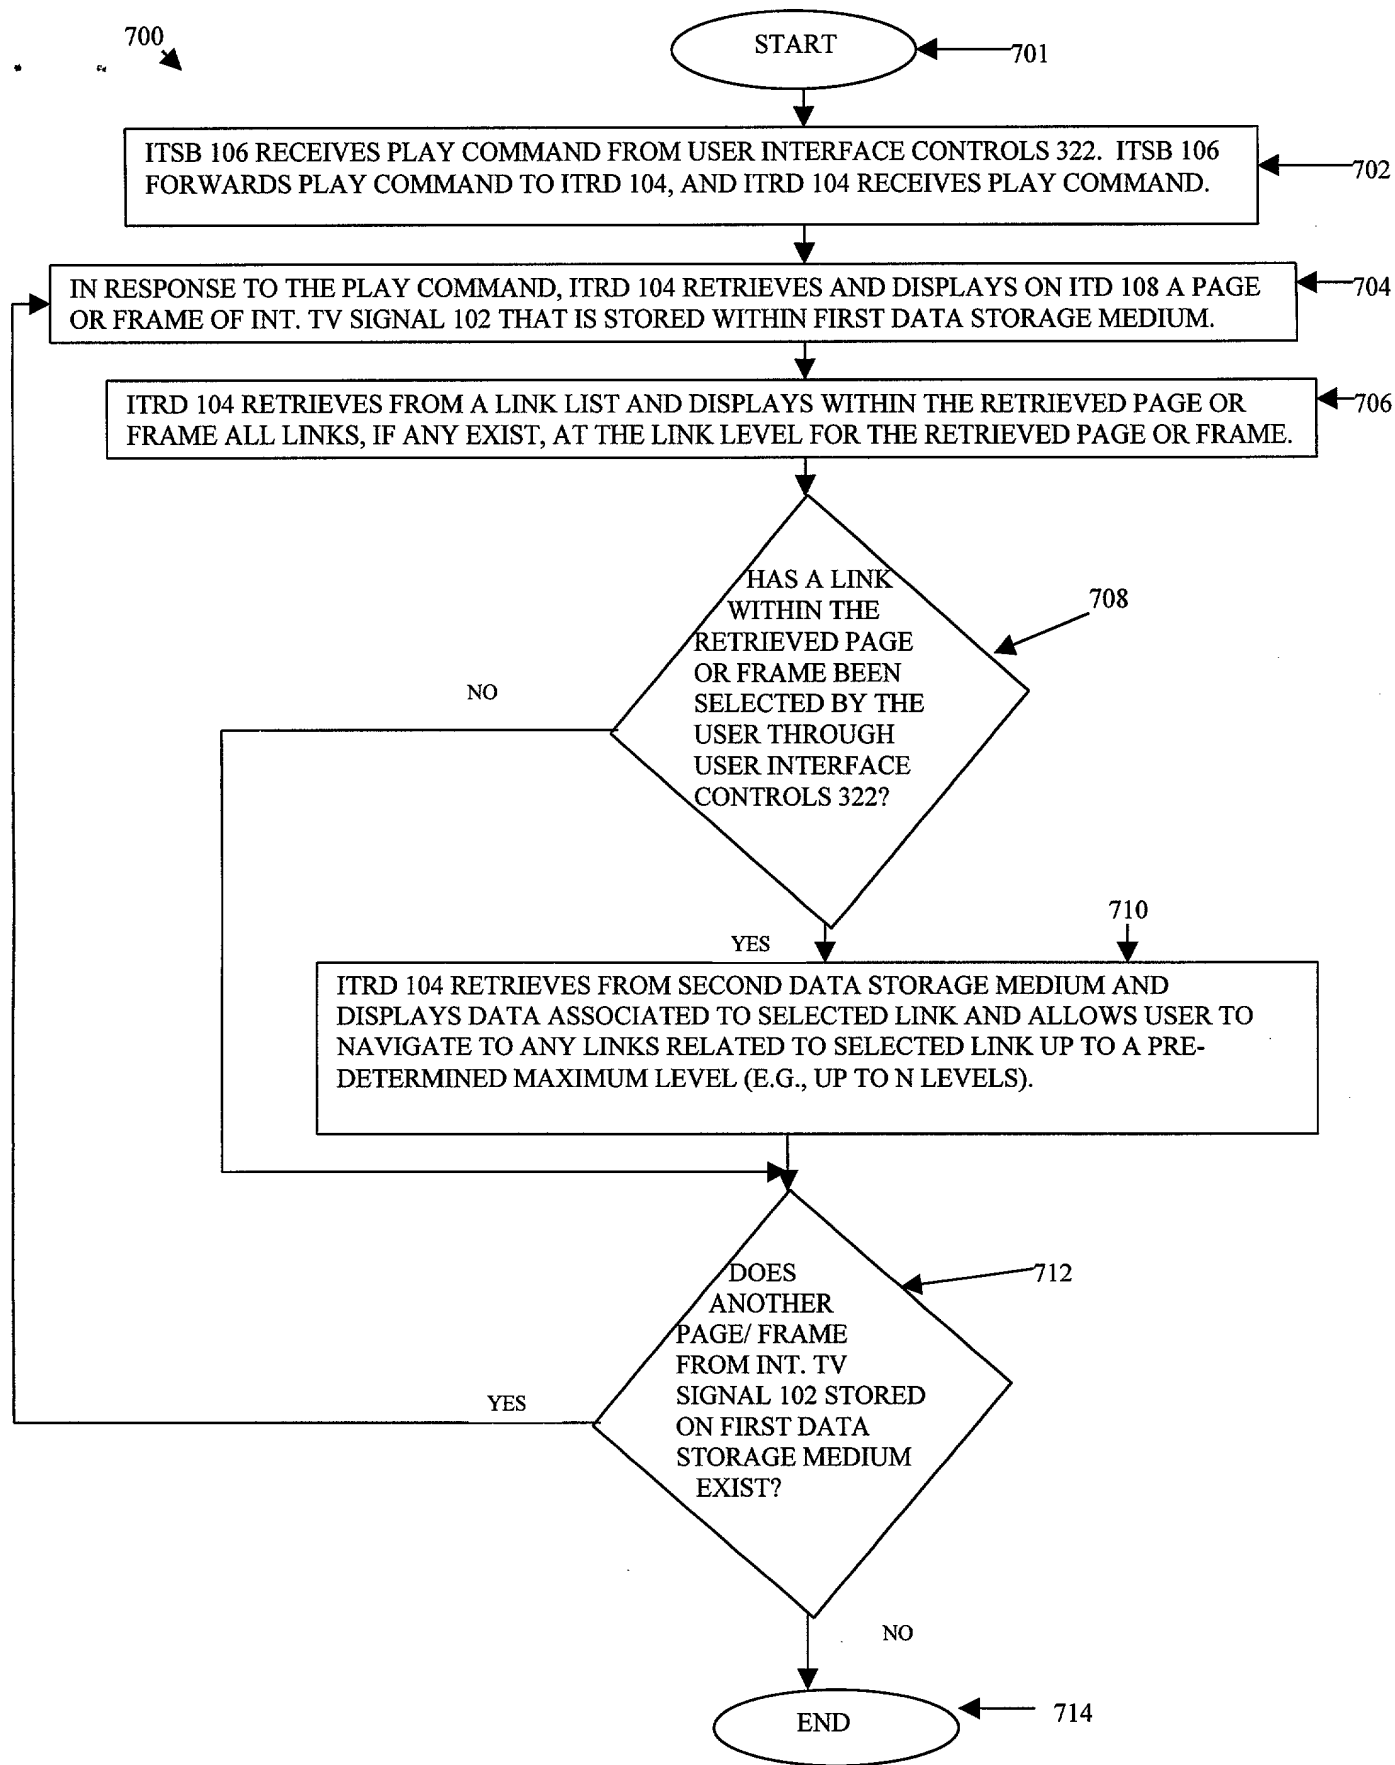 700
START
701
ITSB 106 RECEIVES PLAY COMMAND FROM USER INTERFACE CONTROLS 322. ITSB 106
FORWARDS PLAY COMMAND TO ITRD 104, AND ITRD 104 RECEIVES PLAY COMMAND.
702
IN RESPONSE TO THE PLAY COMMAND, ITRD 104 RETRIEVES AND DISPLAYS ON ITD 108 A PAGE
OR FRAME OF INT. TV SIGNAL 102 THAT IS STORED WITHIN FIRST DATA STORAGE MEDIUM.
704
ITRD 104 RETRIEVES FROM A LINK LIST AND DISPLAYS WITHIN THE RETRIEVED PAGE OR
FRAME ALL LINKS, IF ANY EXIST, AT THE LINK LEVEL FOR THE RETRIEVED PAGE OR FRAME.
706
HAS A LINK
WITHIN THE
RETRIEVED PAGE
OR FRAME BEEN
SELECTED BY THE
USER THROUGH
USER INTERFACE
CONTROLS 322?
708
NO
YES
710
ITRD 104 RETRIEVES FROM SECOND DATA STORAGE MEDIUM AND
DISPLAYS DATA ASSOCIATED TO SELECTED LINK AND ALLOWS USER TO
NAVIGATE TO ANY LINKS RELATED TO SELECTED LINK UP TO A PRE-
DETERMINED MAXIMUM LEVEL (E.G., UP TO N LEVELS).
DOES
ANOTHER
PAGE/ FRAME
FROM INT. TV
SIGNAL 102 STORED
ON FIRST DATA
STORAGE MEDIUM
EXIST?
712
YES
NO
END
714